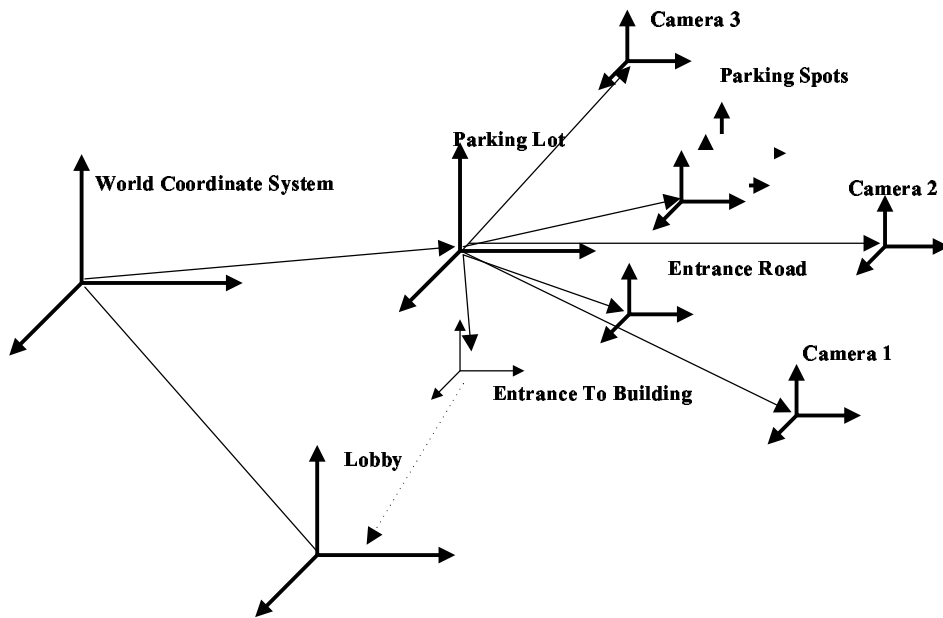 Camera 3
Parking Spots
Parking Lot
World Coordinate System
Camera 2
Entrance Road
Camera 1
Entrance To Building
Lobby